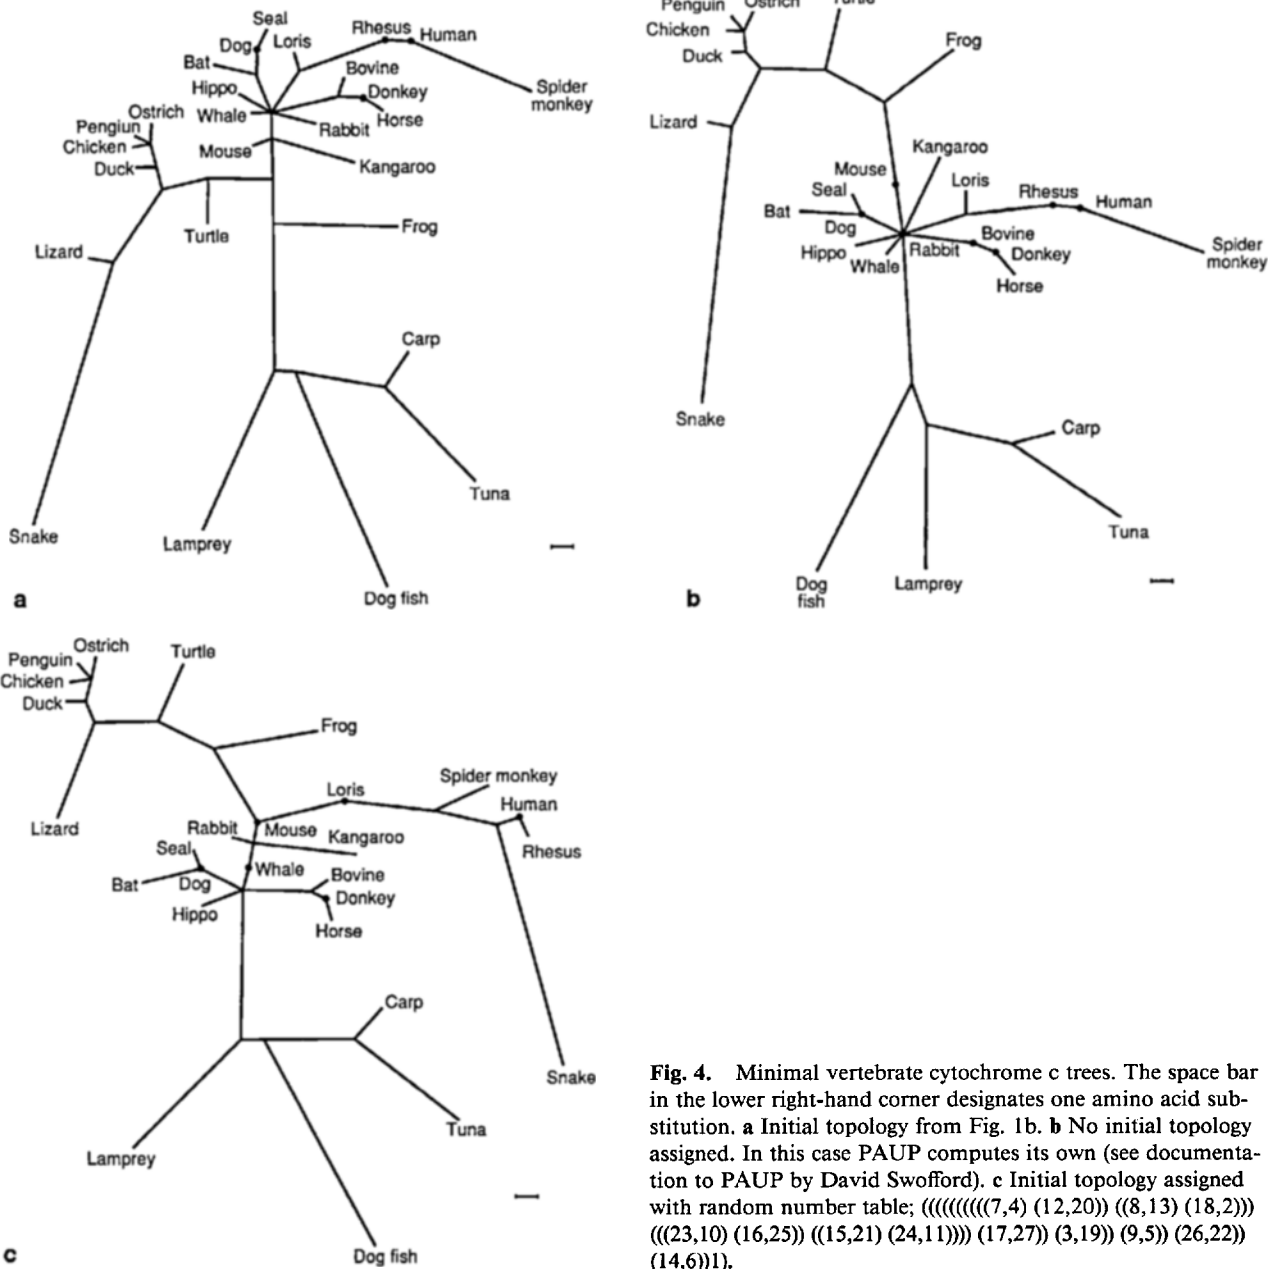 Seal
Dog
Loris
Rhesus
Human
Bat
Bovine
Hippo
Donkey
Spider
monkey
Ostrich
Whale
Horse
Pengiun
Rabbit
Chicken
Mouse
Duck
Kangaroo
Turtle
Frog
Lizard
Carp
Tuna
Snake
Lamprey
Dog fish
a
Penguin
Ostrich
Turtle
Chicken
Frog
Duck
Lizard
Kangaroo
Mouse
Loris
Seal
Rhesus
Human
Bat
Dog
Bovine
Hippo
Rabbit
Donkey
Spider
monkey
Whale
Horse
Snake
Carp
Tuna
Dog
fish
Lamprey
b
Ostrich
Turtle
Penguin
Chicken
Duck
Frog
Spider monkey
Loris
Human
Lizard
Rabbit
Mouse
Kangaroo
Rhesus
Seal
Whale
Bovine
Bat
Dog
Donkey
Hippo
Horse
Carp
Snake
Tuna
Lamprey
Dog fish
c
Fig. 4. Minimal vertebrate cytochrome c trees. The space bar
in the lower right-hand corner designates one amino acid sub-
stitution. a Initial topology from Fig. 1b. b No initial topology
assigned. In this case PAUP computes its own (see documenta-
tion to PAUP by David Swofford). c Initial topology assigned
with random number table; ((((((((((7,4) (12,20)) ((8,13) (18,2)))
(((23,10) (16,25)) ((15,21) (24,11)))) (17,27)) (3,19)) (9,5)) (26,22))
(14,6))1).